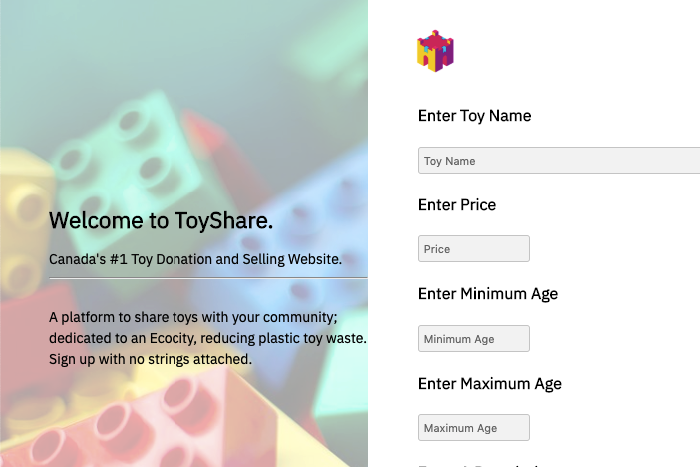 Welcome to ToyShare.
Canada's #1 Toy Donation and Selling Website.
A platform to share toys with your community;
dedicated to an Ecocity, reducing plastic toy waste.
Sign up with no strings attached.
Enter Toy Name
Toy Name
Enter Price
Price
Enter Minimum Age
Minimum Age
Enter Maximum Age
Maximum Age